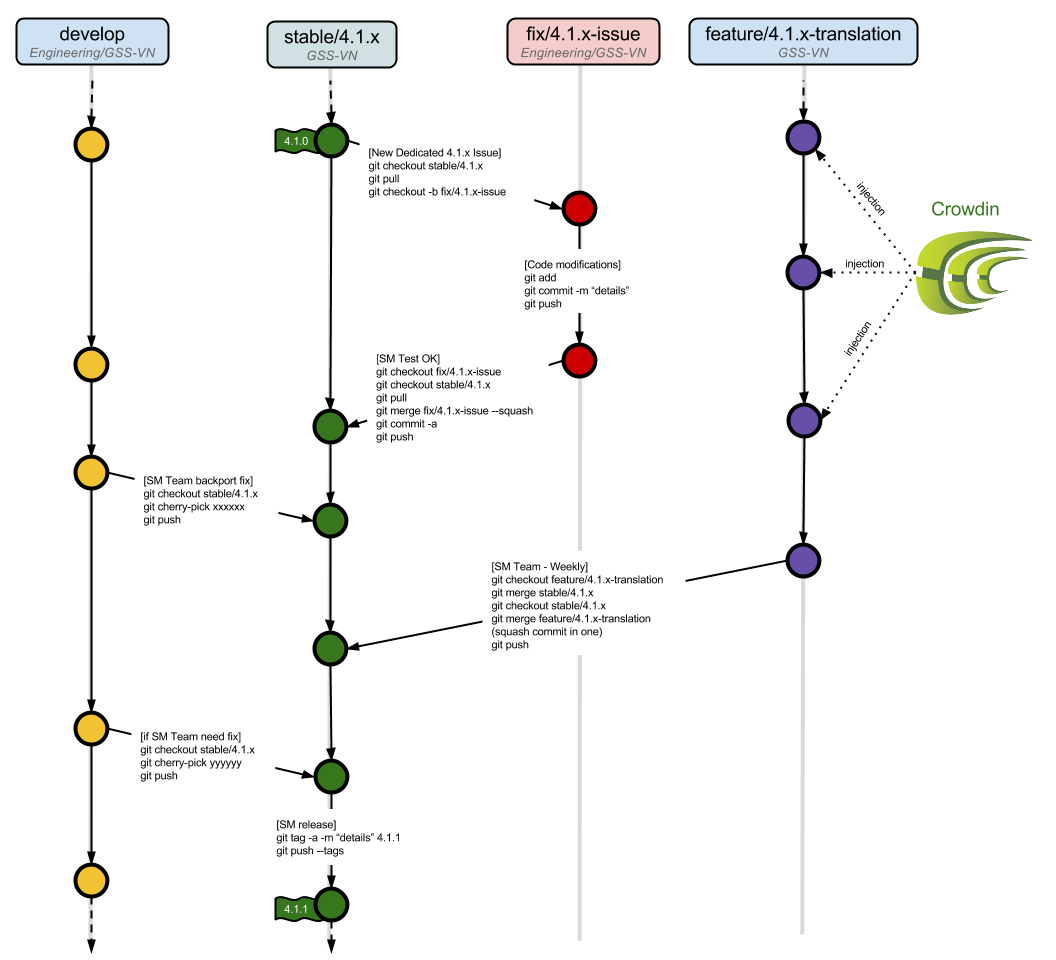 develop
Engineering/GSS-VN
stable/4.1.x
GSS-VN
fix/4.1.x-issue
Engineering/GSS-VN
feature/4.1.x-translation
GSS-VN
4.1.0
[New Dedicated 4.1.x Issue]
git checkout stable/4.1.x
git pull
git checkout -b fix/4.1.x-issue
injection
Crowdin
injection
injection
[Code modifications]
git add
git commit -m “details”
git push
[SM Test OK]
git checkout fix/4.1.x-issue
git checkout stable/4.1.x
git pull
git merge fix/4.1.x-issue --squash
git commit -a
git push
[SM Team backport fix]
git checkout stable/4.1.x
git cherry-pick xxxxxx
git push
[SM Team - Weekly]
git checkout feature/4.1.x-translation
git merge stable/4.1.x
git checkout stable/4.1.x
git merge feature/4.1.x-translation
(squash commit in one)
git push
[if SM Team need fix]
git checkout stable/4.1.x
git cherry-pick yyyyyy
git push
[SM release]
git tag -a -m “details” 4.1.1
git push --tags
4.1.1